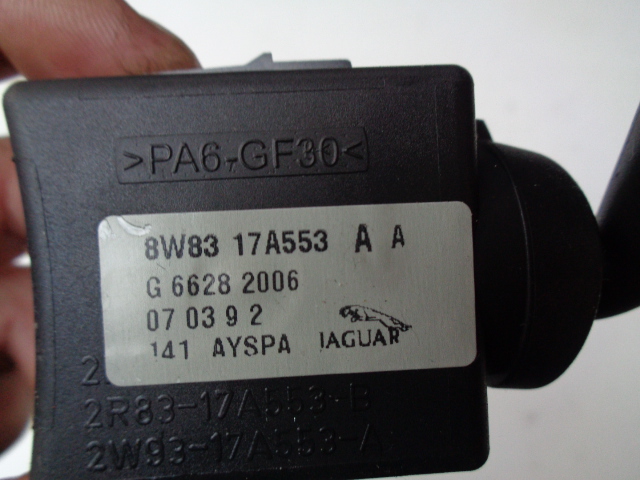 >PA6-GF30<
8W83 17A553 A A
G 6628 2006
07 03 9 2
141 AYSPA JAGUAR
2R83-17A553-B
2W93-17A553-A